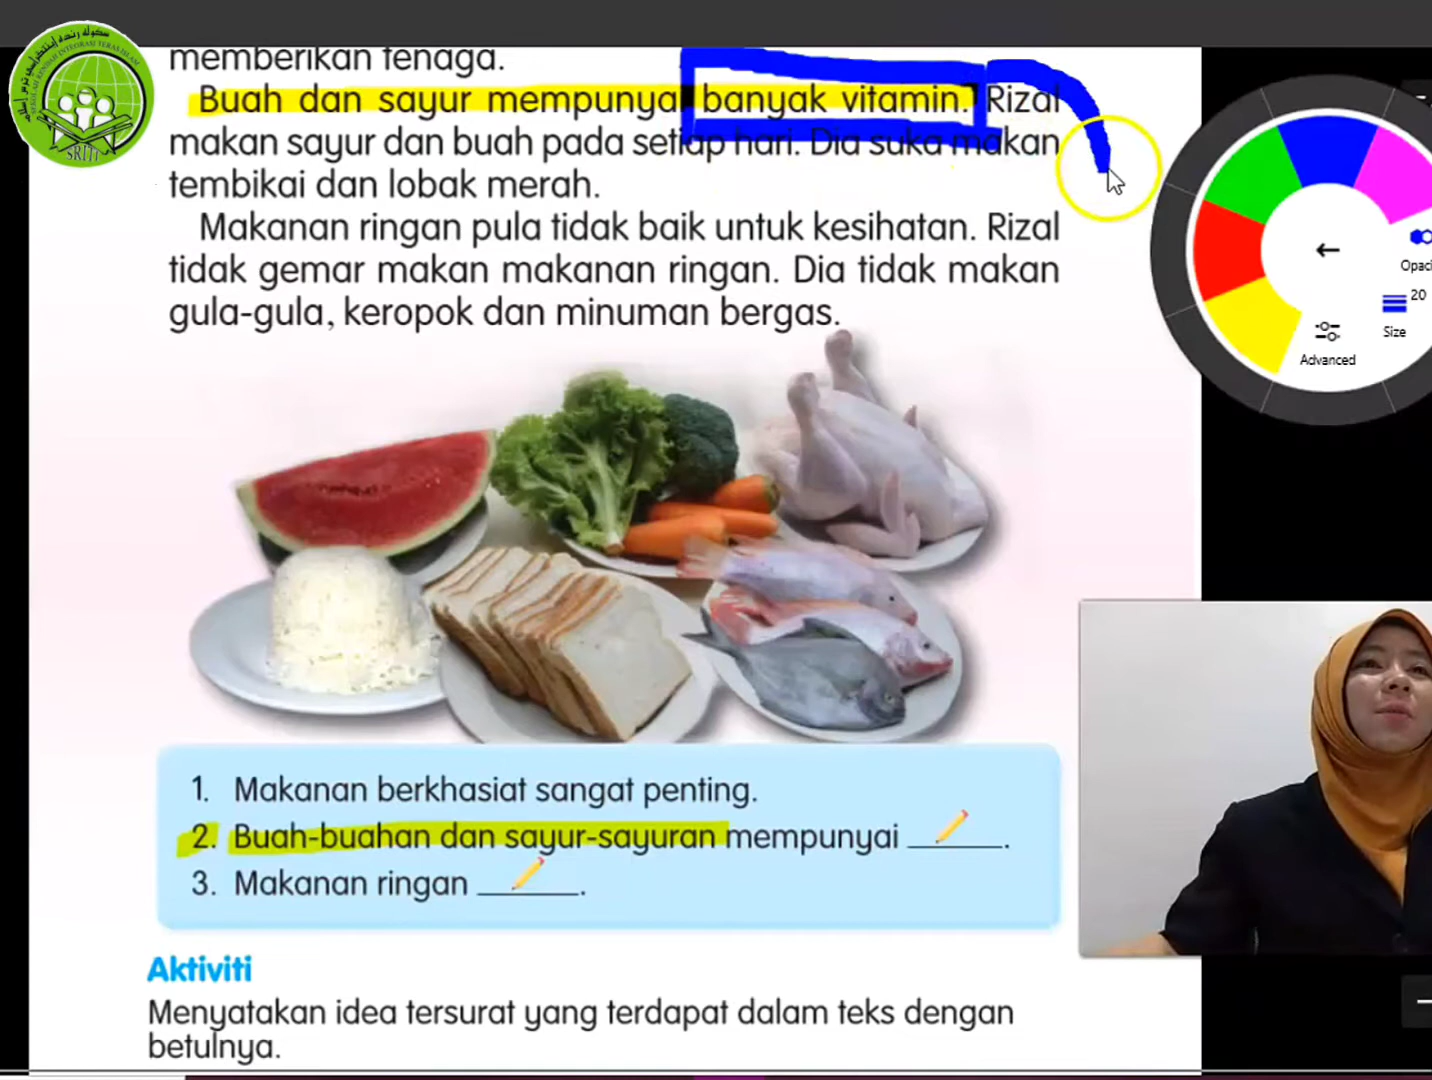 memberikan tenaga.
Buah dan sayur mempunyai banyak vitamin. Rizal
makan sayur dan buah pada setiap hari. Dia suka makan
tembikai dan lobak merah.
Makanan ringan pula tidak baik untuk kesihatan. Rizal
tidak gemar makan makanan ringan. Dia tidak makan
gula-gula, keropok dan minuman bergas.
1. Makanan berkhasiat sangat penting.
2. Buah-buahan dan sayur-sayuran mempunyai ______.
3. Makanan ringan ______.
Aktiviti
Menyatakan idea tersurat yang terdapat dalam teks dengan
betulnya.
SRITI
20
Size
Advanced